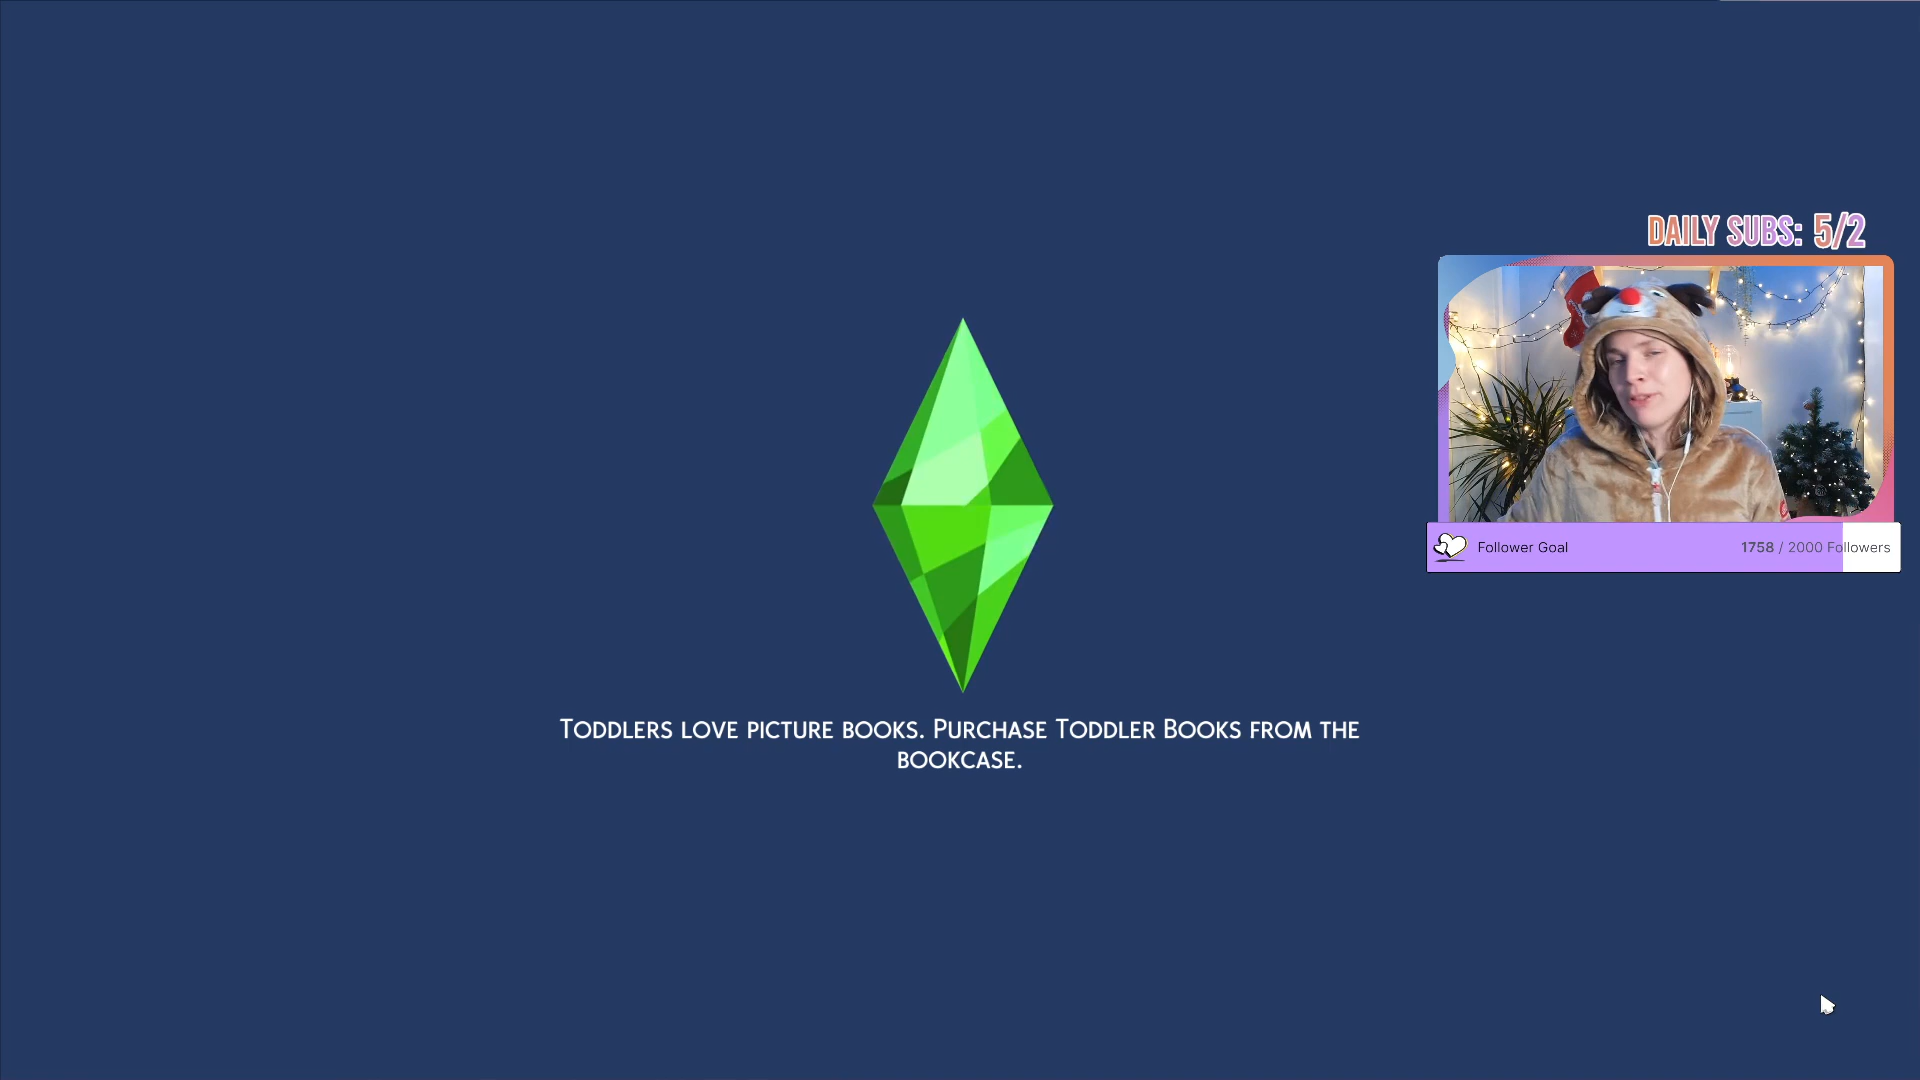 DAILY SUBS: 5/2
Follower Goal 1758 / 2000 Followers
TODDLERS LOVE PICTURE BOOKS. PURCHASE TODDLER BOOKS FROM THE
BOOKCASE.